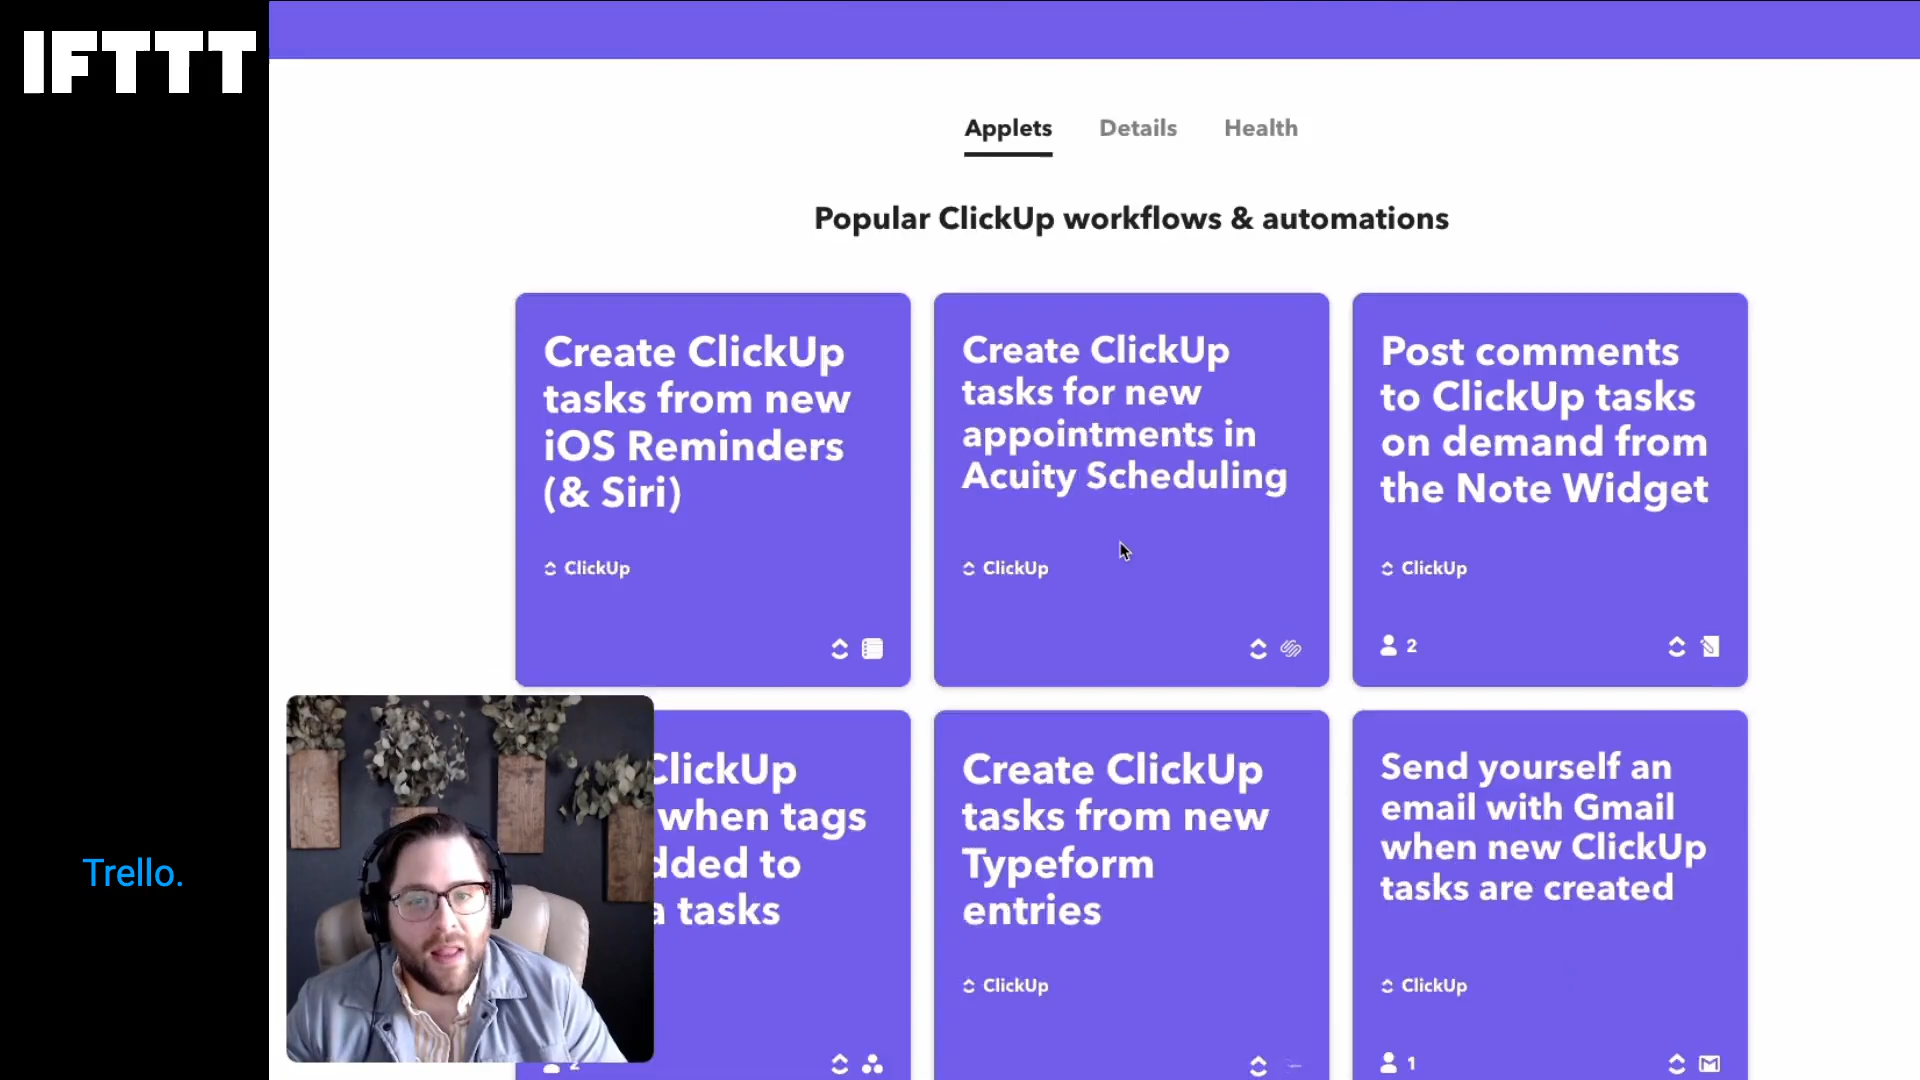 IFTTT
Applets
Details
Health
Popular ClickUp workflows & automations
Create ClickUp
tasks from new
iOS Reminders
(& Siri)
ClickUp
Create ClickUp
tasks for new
appointments in
Acuity Scheduling
ClickUp
Post comments
to ClickUp tasks
on demand from
the Note Widget
ClickUp
2
ClickUp
when tags
dded to
a tasks
2
Create ClickUp
tasks from new
Typeform
entries
ClickUp
Send yourself an
email with Gmail
when new ClickUp
tasks are created
ClickUp
1
Trello.